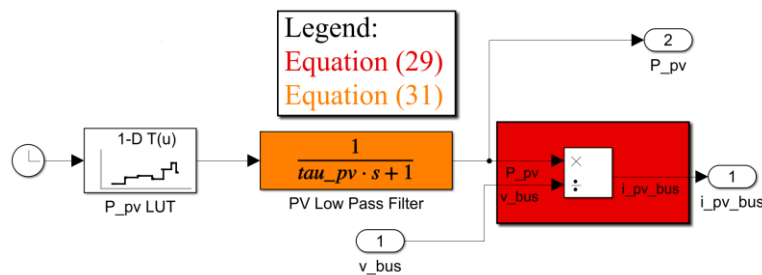 Legend:
Equation (29)
Equation (31)
2
P_pv
1-D T(u)
P_pv LUT
1
tau_pv · s + 1
PV Low Pass Filter
P_pv
×
÷
v_bus
i_pv_bus
1
i_pv_bus
1
v_bus